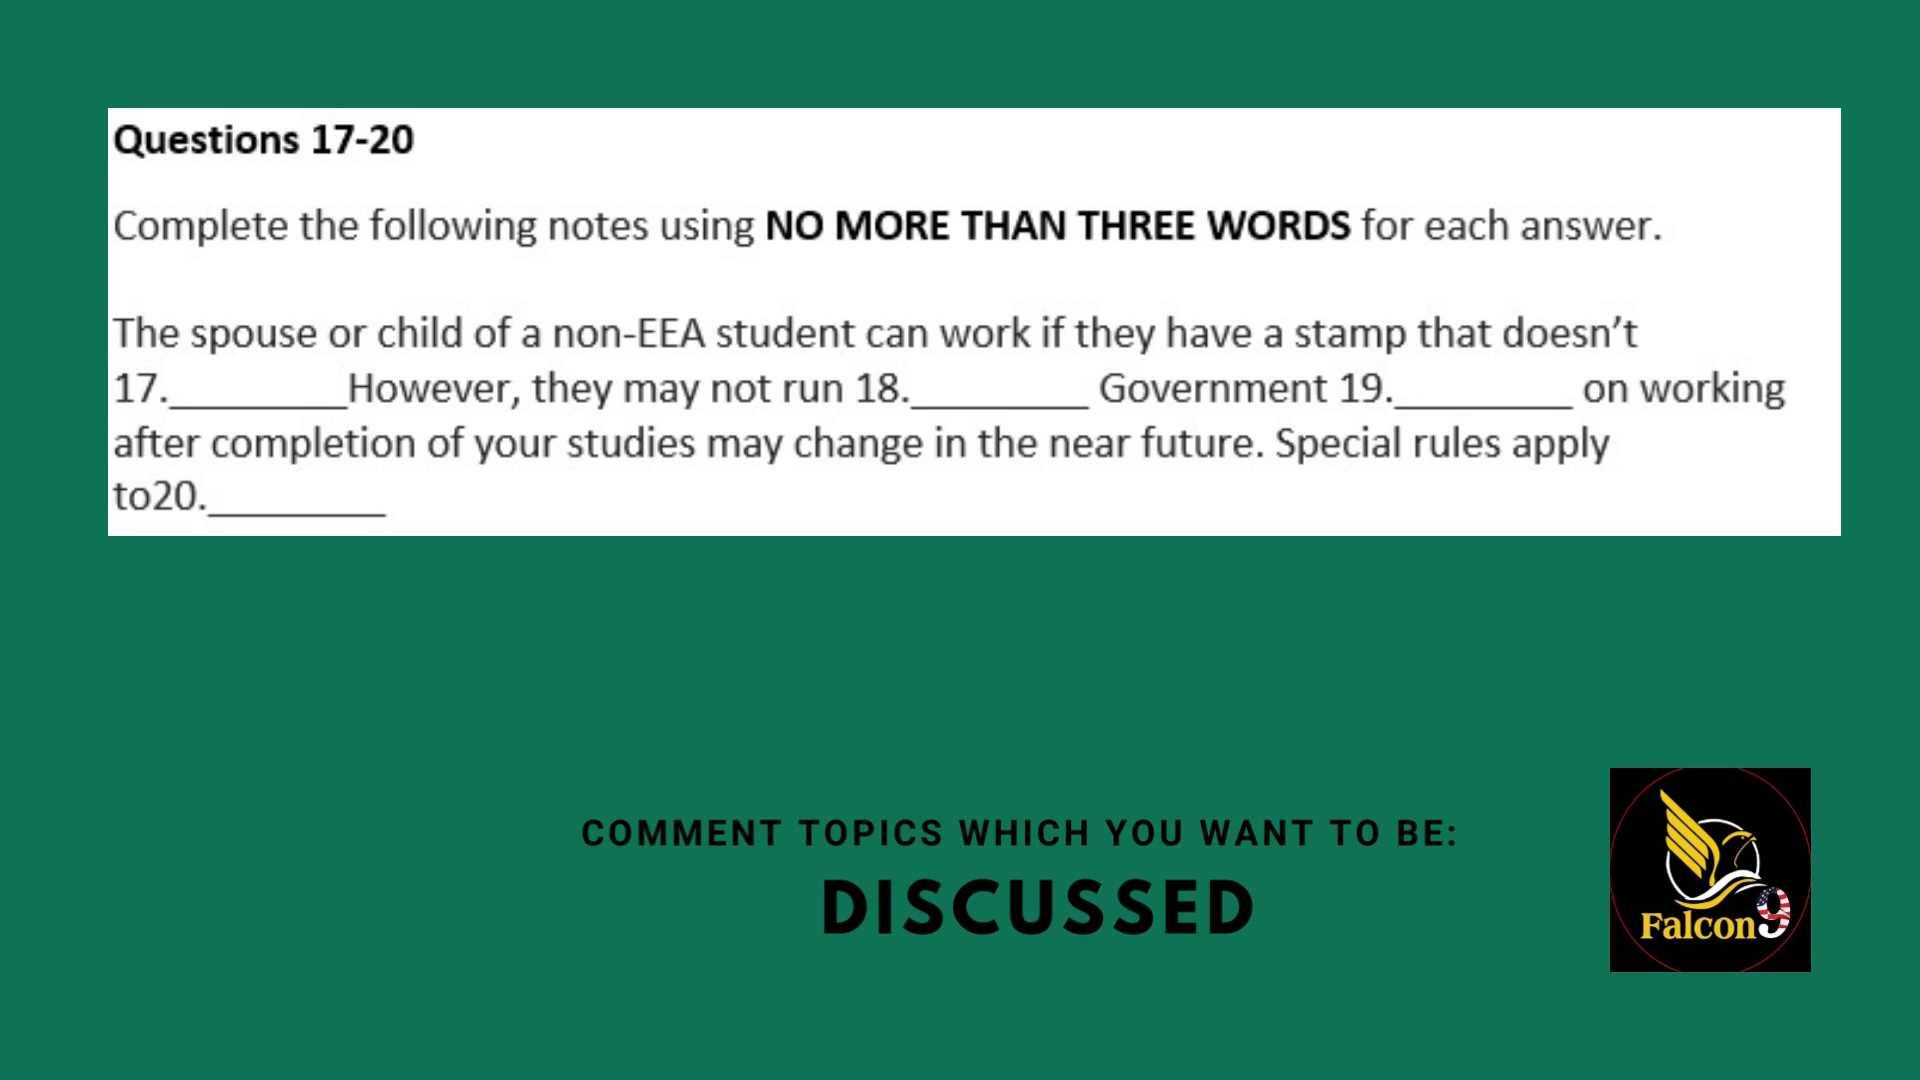 Questions 17-20
Complete the following notes using NO MORE THAN THREE WORDS for each answer.
The spouse or child of a non-EEA student can work if they have a stamp that doesn’t
17.________However, they may not run 18.________ Government 19.________ on working
after completion of your studies may change in the near future. Special rules apply
to20.________
COMMENT TOPICS WHICH YOU WANT TO BE:
DISCUSSED
Falcon9